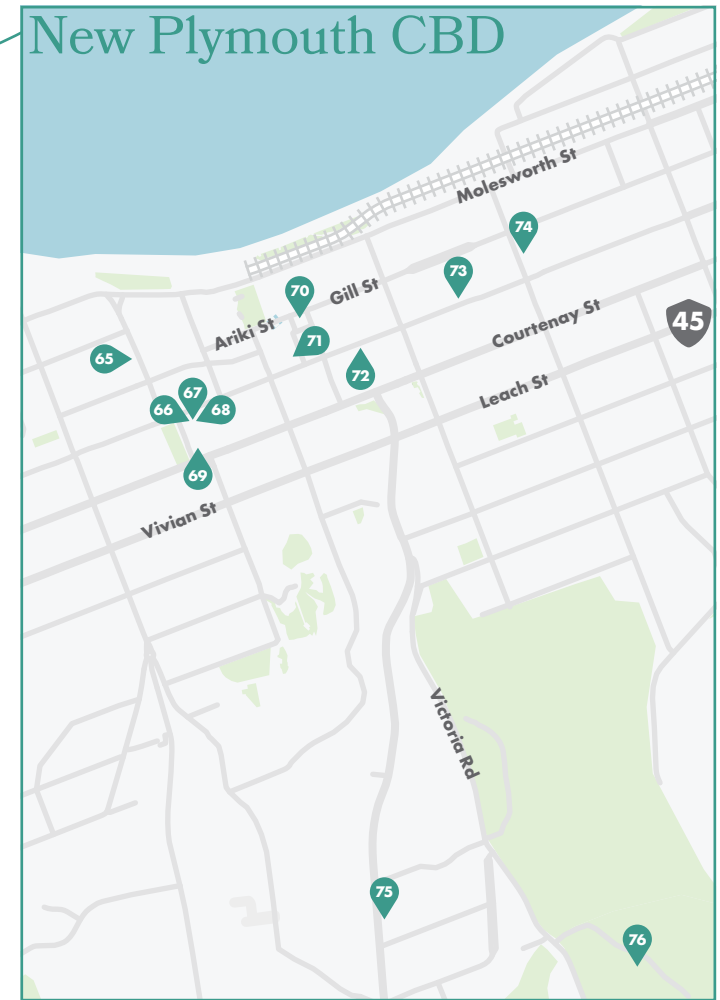 New Plymouth CBD
Molesworth St
74
73
70
Gill St
Ariki St
71
Courtenay St
45
65
72
Leach St
67
66
68
69
Vivian St
Victoria Rd
75
76